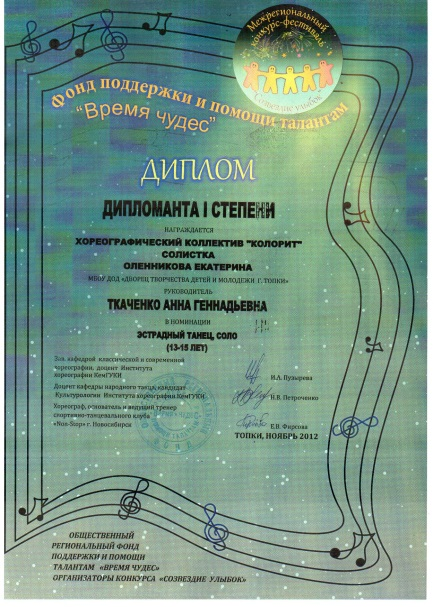 Межрегиональный
конкурс-фестиваль
Созвездие улыбок
Фонд поддержки и помощи талантам
"Время чудес"
ДИПЛОМ
ДИПЛОМАНТА I СТЕПЕНИ
НАГРАЖДАЕТСЯ
ХОРЕОГРАФИЧЕСКИЙ КОЛЛЕКТИВ "КОЛОРИТ"
СОЛИСТКА
ОЛЕННИКОВА ЕКАТЕРИНА
МБОУ ДОД «ДВОРЕЦ ТВОРЧЕСТВА ДЕТЕЙ И МОЛОДЕЖИ Г. ТОПКИ»
РУКОВОДИТЕЛЬ
ТКАЧЕНКО АННА ГЕННАДЬЕВНА
В НОМИНАЦИИ
ЭСТРАДНЫЙ ТАНЕЦ, СОЛО
(13-15 ЛЕТ)
Зав. кафедрой классической и современной
хореографии, доцент Института
хореографии КемГУКИ
И.А. Пузырева
Доцент кафедры народного танца, кандидат
Культурологии Института хореографии КемГУКИ
Н.В. Петроченко
Хореограф, основатель и ведущий тренер
спортивно-танцевального клуба
«Non-Stop» г. Новосибирск
Е.В. Фирсова
ТОПКИ, НОЯБРЬ 2012
ОБЩЕСТВЕННЫЙ
РЕГИОНАЛЬНЫЙ ФОНД
ПОДДЕРЖКИ И ПОМОЩИ
ТАЛАНТАМ «ВРЕМЯ ЧУДЕС»
ОРГАНИЗАТОРЫ КОНКУРСА «СОЗВЕЗДИЕ УЛЫБОК»